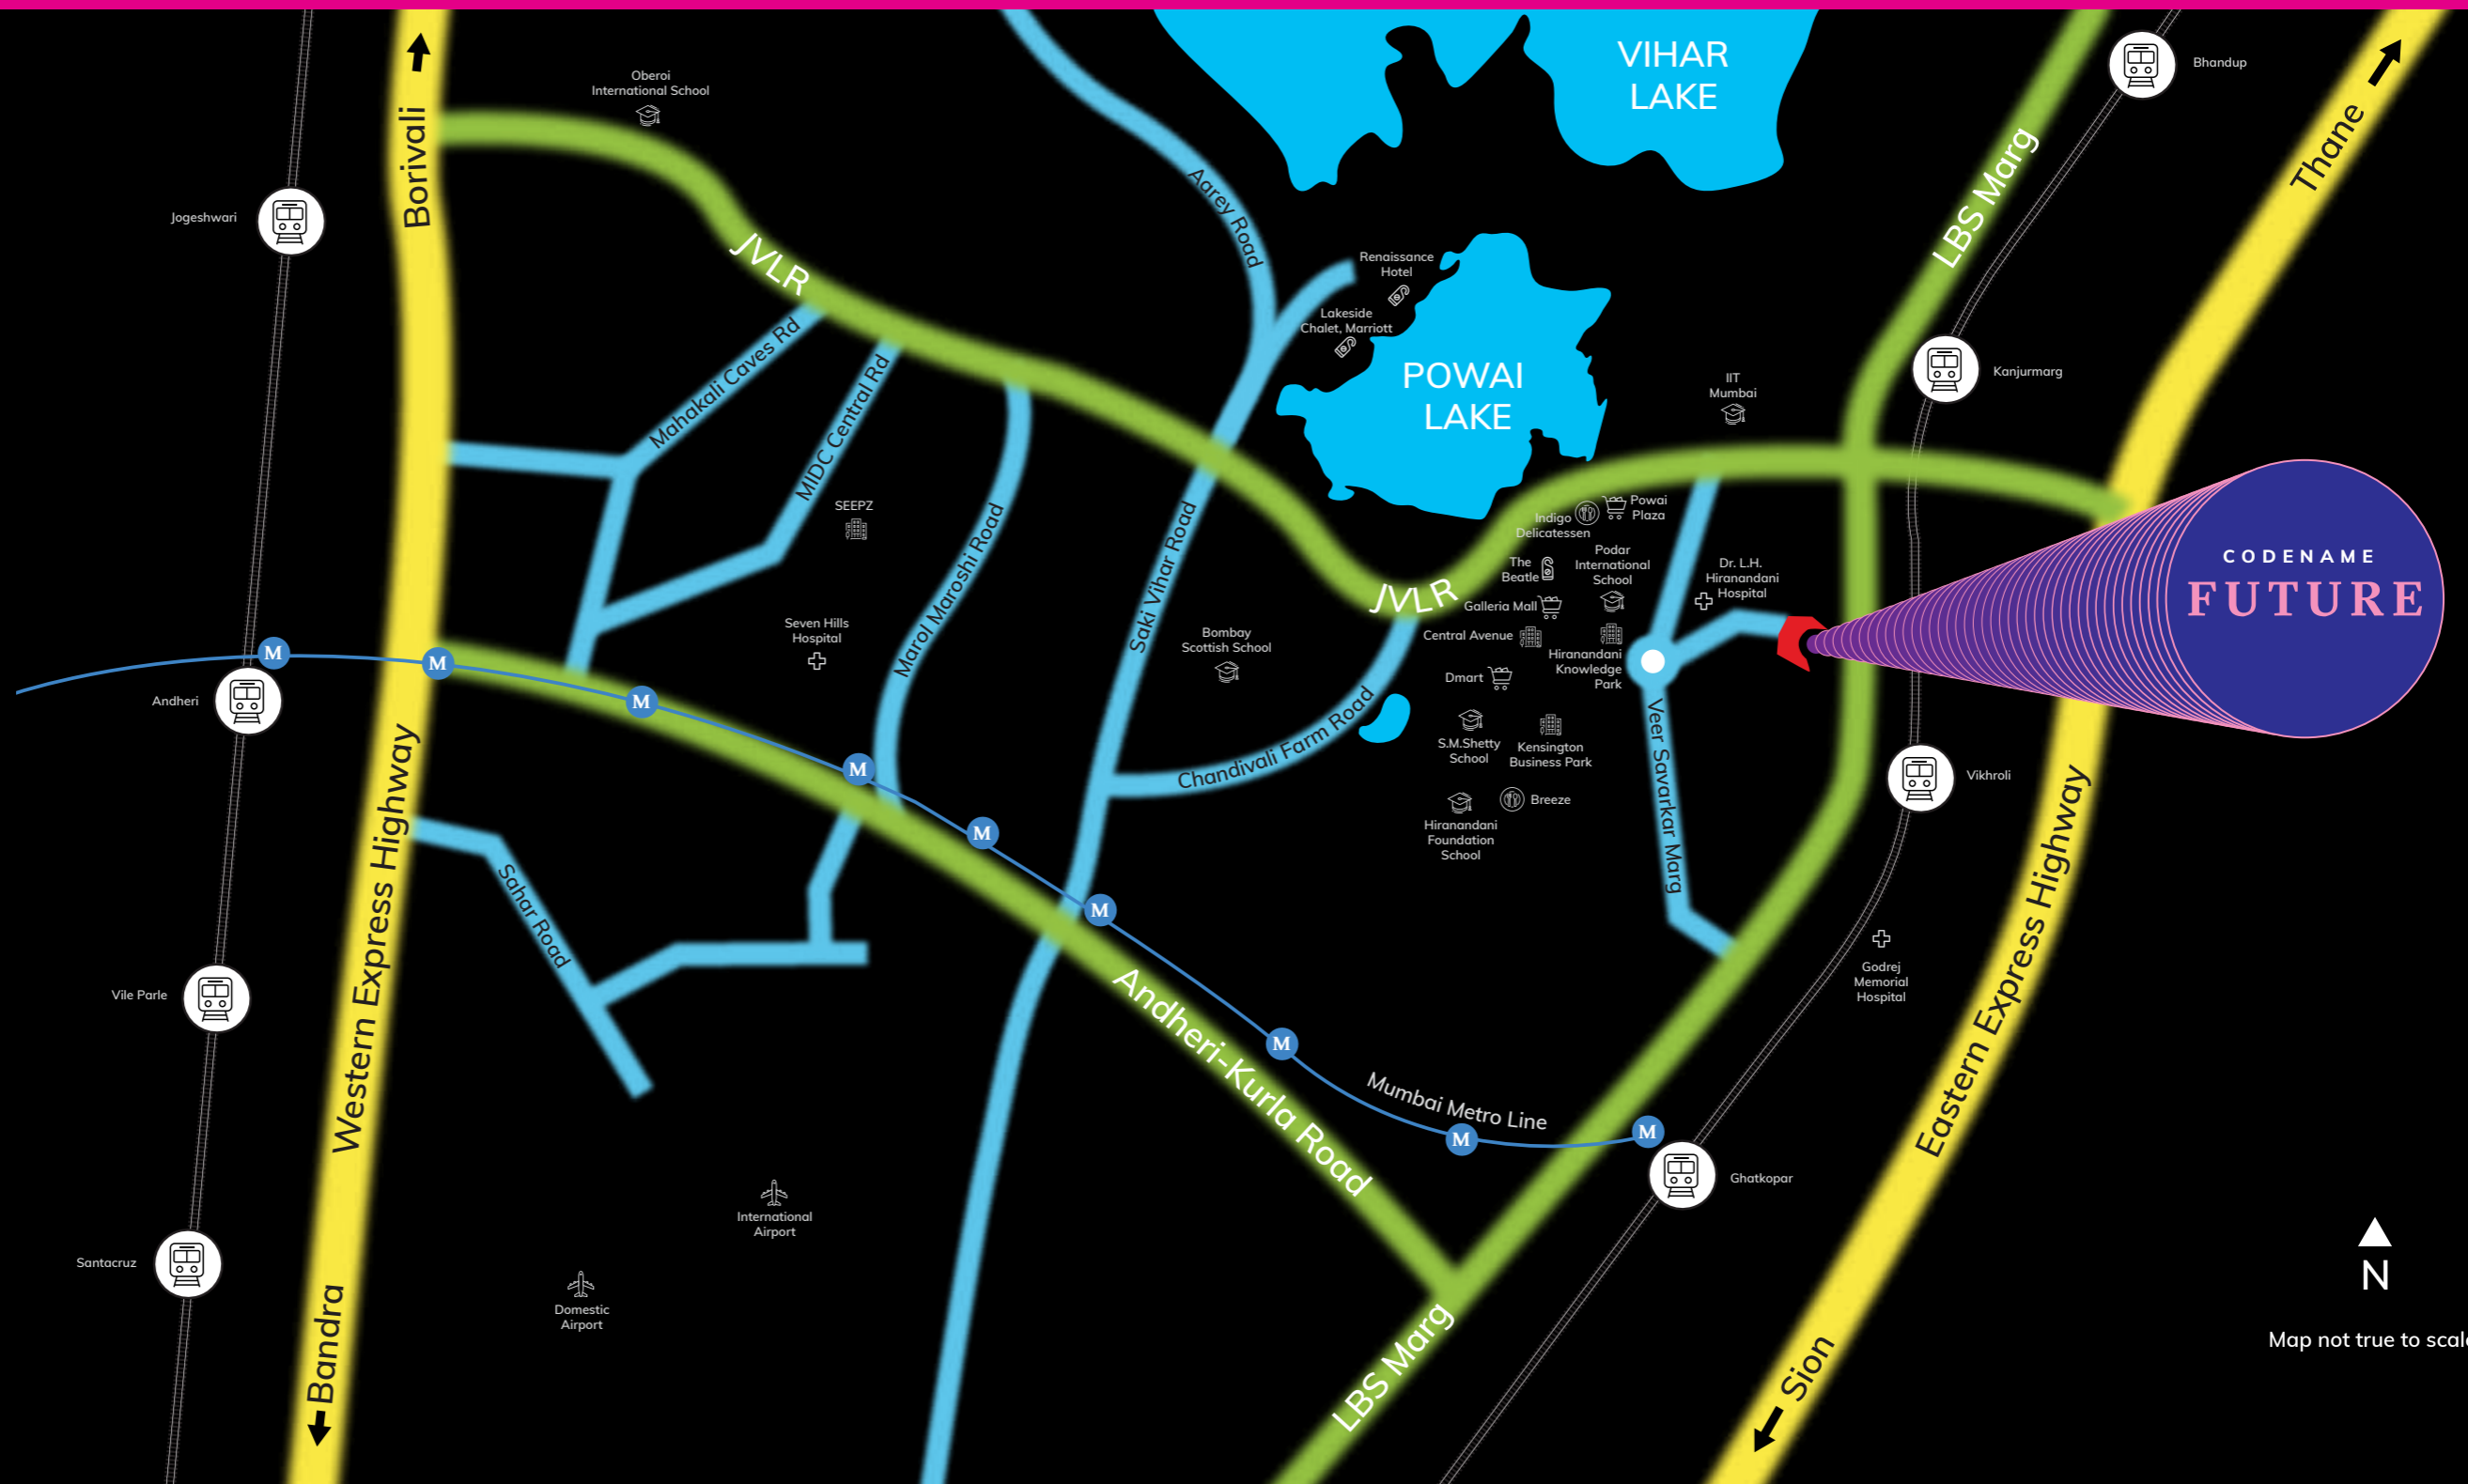 VIHAR
LAKE
Bhandup
Oberoi
International School
Borivali
Thane
LBS Marg
Aarey Road
Jogeshwari
JVLR
Renaissance
Hotel
Lakeside
Chalet, Marriott
POWAI
LAKE
Kanjurmarg
IIT
Mumbai
Mahakali Caves Rd
MIDC Central Rd
SEEPZ
Marol Maroshi Road
Saki Vihar Road
Powai
Plaza
Indigo
Delicatessen
The
Beatle
Podar
International
School
Dr. L.H.
Hiranandani
Hospital
CODENAME
FUTURE
JVLR
Galleria Mall
Central Avenue
Seven Hills
Hospital
Bombay
Scottish School
Hiranandani
Knowledge
Park
Dmart
M
M
M
M
M
M
M
M
M
Andheri
Chandivali Farm Road
S.M.Shetty
School
Kensington
Business Park
Veer Savarkar Marg
Vikhroli
Breeze
Hiranandani
Foundation
School
Western Express Highway
Sahar Road
Eastern Express Highway
Godrej
Memorial
Hospital
Vile Parle
Andheri-Kurla Road
Mumbai Metro Line
Ghatkopar
International
Airport
Santacruz
Domestic
Airport
Bandra
LBS Marg
Sion
N
Map not true to scale